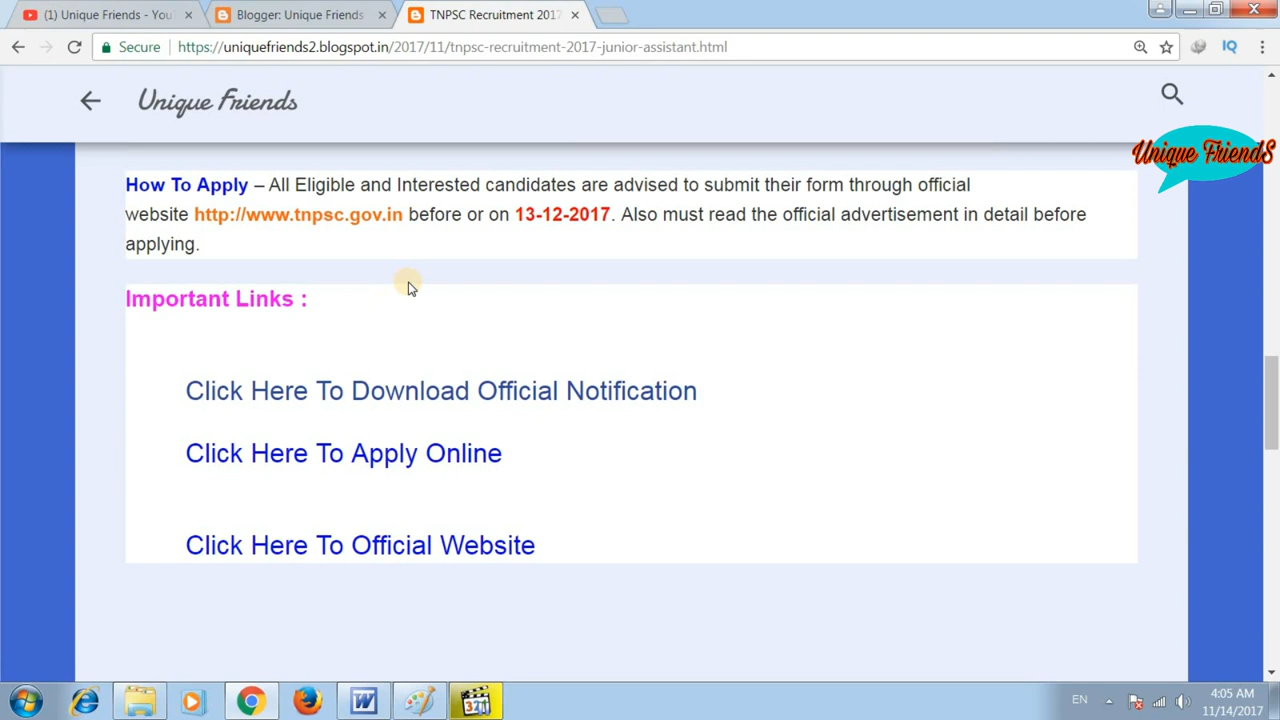 (1) Unique Friends - You
Blogger: Unique Friends
TNPSC Recruitment 2017
Secure
https://uniquefriends2.blogspot.in/2017/11/tnpsc-recruitment-2017-junior-assistant.html
IQ
Unique Friends
Unique FriendS
How To Apply – All Eligible and Interested candidates are advised to submit their form through official
website http://www.tnpsc.gov.in before or on 13-12-2017. Also must read the official advertisement in detail before
applying.
Important Links :
Click Here To Download Official Notification
Click Here To Apply Online
Click Here To Official Website
321
EN
4:05 AM
11/14/2017